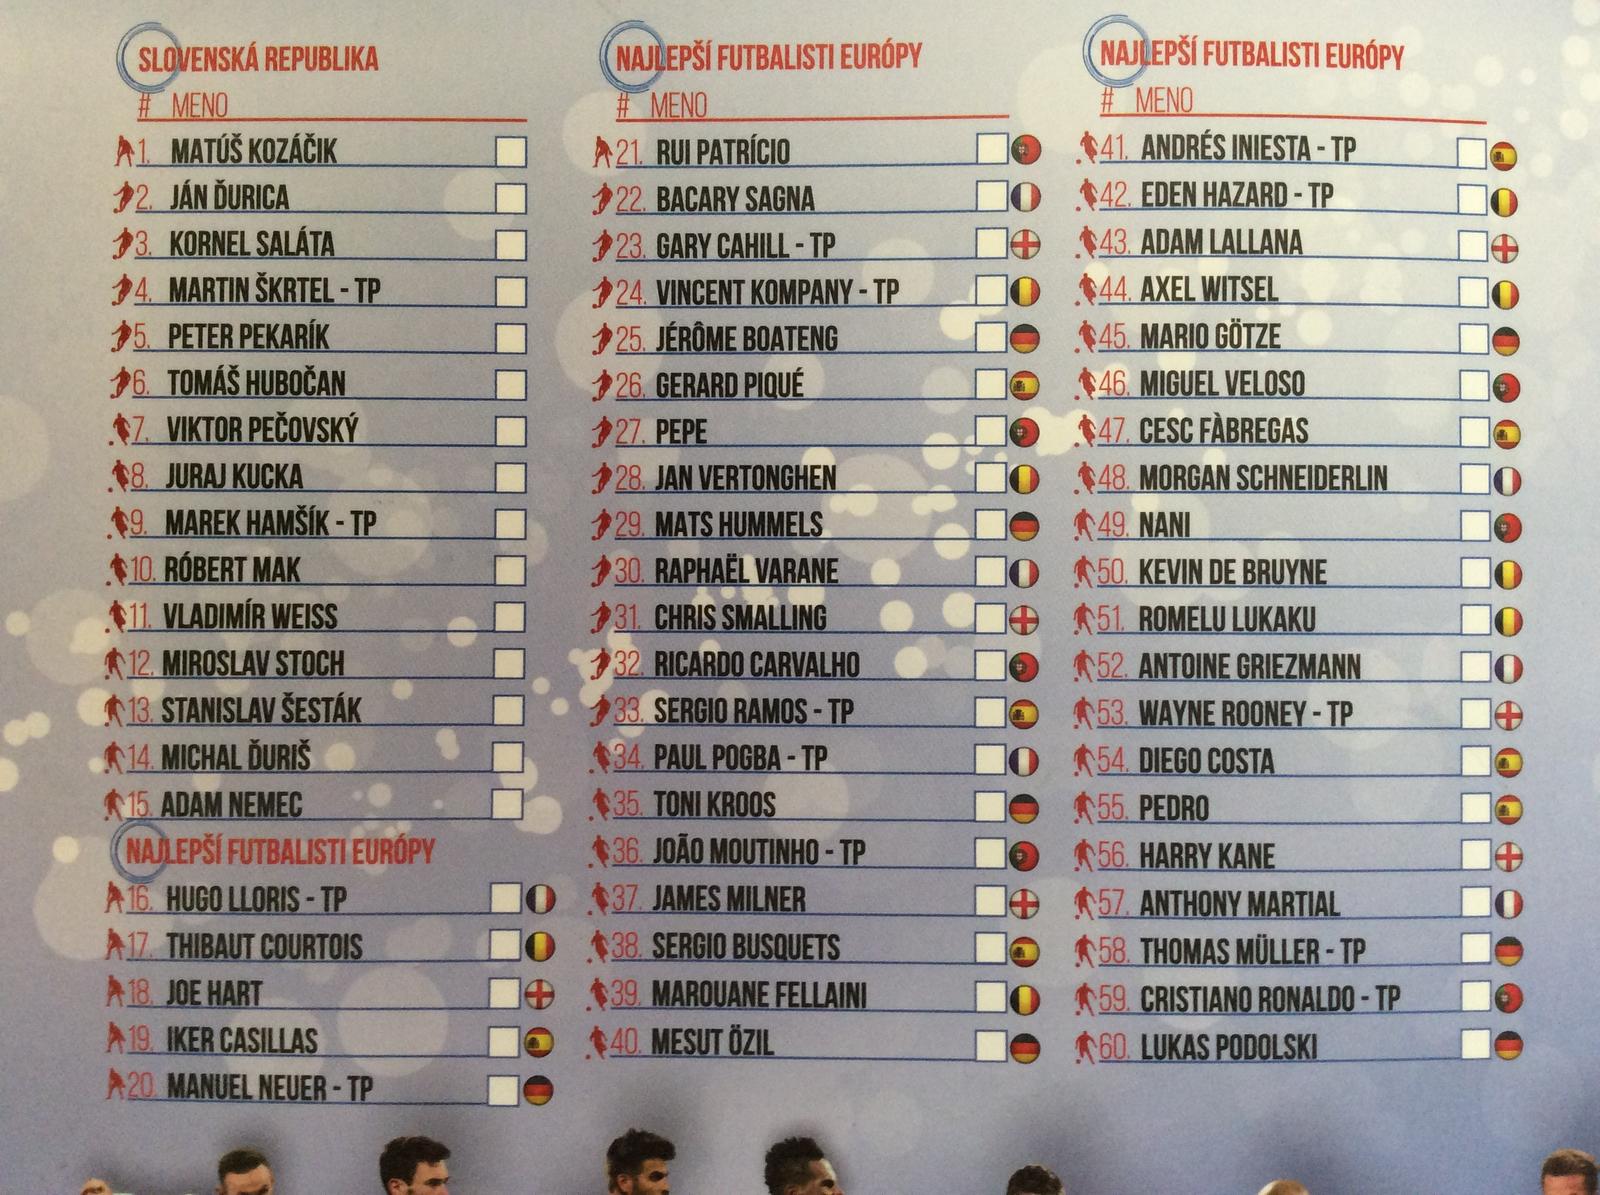 SLOVENSKÁ REPUBLIKA
# MENO
1. MATÚŠ KOZÁČIK
2. JÁN ĎURICA
3. KORNEL SALÁTA
4. MARTIN ŠKRTEL - TP
5. PETER PEKARÍK
6. TOMÁŠ HUBOČAN
7. VIKTOR PEČOVSKÝ
8. JURAJ KUCKA
9. MAREK HAMŠÍK - TP
10. RÓBERT MAK
11. VLADIMÍR WEISS
12. MIROSLAV STOCH
13. STANISLAV ŠESTÁK
14. MICHAL ĎURIŠ
15. ADAM NEMEC
NAJLEPŠÍ FUTBALISTI EURÓPY
16. HUGO LLORIS - TP
17. THIBAUT COURTOIS
18. JOE HART
19. IKER CASILLAS
20. MANUEL NEUER - TP
NAJLEPŠÍ FUTBALISTI EURÓPY
# MENO
21. RUI PATRÍCIO
22. BACARY SAGNA
23. GARY CAHILL - TP
24. VINCENT KOMPANY - TP
25. JÉRÔME BOATENG
26. GERARD PIQUÉ
27. PEPE
28. JAN VERTONGHEN
29. MATS HUMMELS
30. RAPHAËL VARANE
31. CHRIS SMALLING
32. RICARDO CARVALHO
33. SERGIO RAMOS - TP
34. PAUL POGBA - TP
35. TONI KROOS
36. JOÃO MOUTINHO - TP
37. JAMES MILNER
38. SERGIO BUSQUETS
39. MAROUANE FELLAINI
40. MESUT ÖZIL
NAJLEPŠÍ FUTBALISTI EURÓPY
# MENO
41. ANDRÉS INIESTA - TP
42. EDEN HAZARD - TP
43. ADAM LALLANA
44. AXEL WITSEL
45. MARIO GÖTZE
46. MIGUEL VELOSO
47. CESC FÀBREGAS
48. MORGAN SCHNEIDERLIN
49. NANI
50. KEVIN DE BRUYNE
51. ROMELU LUKAKU
52. ANTOINE GRIEZMANN
53. WAYNE ROONEY - TP
54. DIEGO COSTA
55. PEDRO
56. HARRY KANE
57. ANTHONY MARTIAL
58. THOMAS MÜLLER - TP
59. CRISTIANO RONALDO - TP
60. LUKAS PODOLSKI